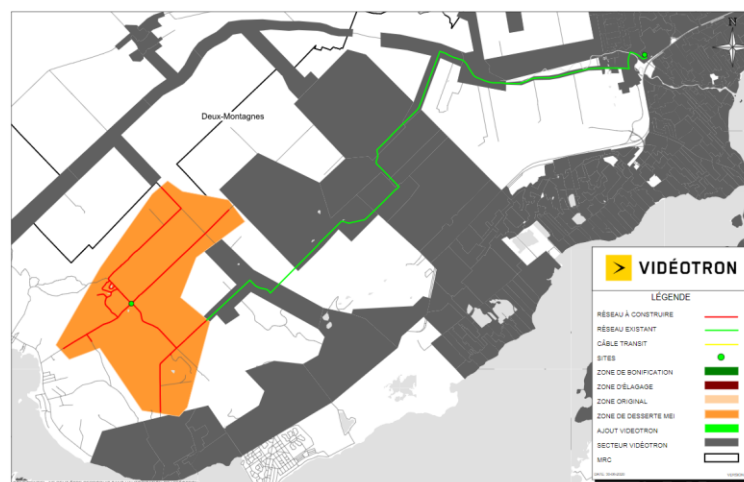 N
Deux-Montagnes
VIDÉOTRON
LÉGENDE
RÉSEAU À CONSTRUIRE
RÉSEAU EXISTANT
CÂBLE TRANSIT
SITES
ZONE DE BONIFICATION
ZONE D'ÉLAGAGE
ZONE ORIGINAL
ZONE DE DESSERTE MEI
AJOUT VIDEOTRON
SECTEUR VIDÉOTRON
MRC